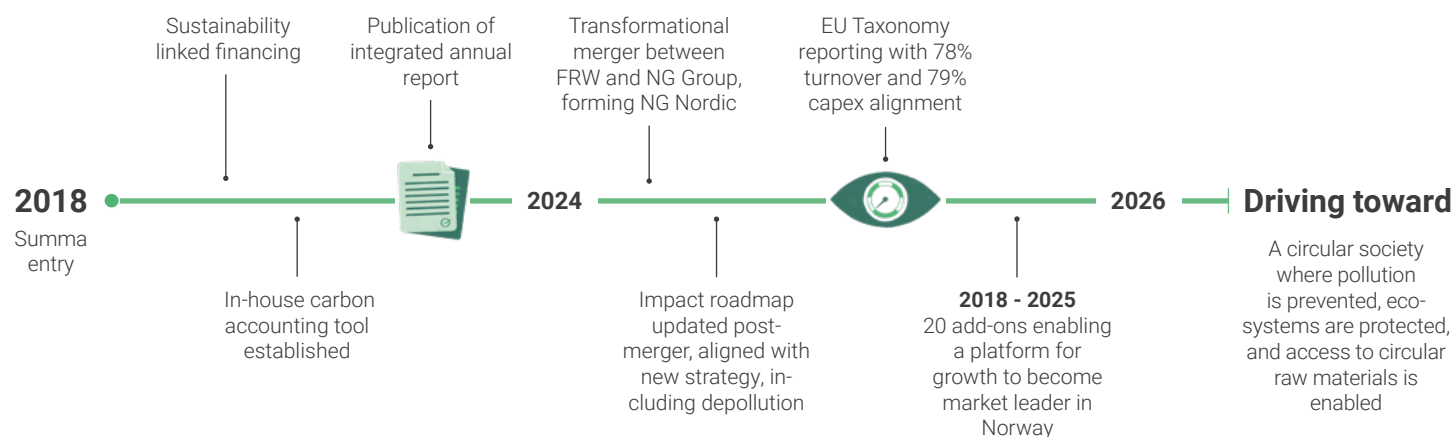 Sustainability
linked financing
Publication of
integrated annual
report
Transformational
merger between
FRW and NG Group,
forming NG Nordic
EU Taxonomy
reporting with 78%
turnover and 79%
capex alignment
2018
Summa
entry
2024
2026
Driving toward
A circular society
where pollution
is prevented, eco-
systems are protected,
and access to circular
raw materials is
enabled
In-house carbon
accounting tool
established
Impact roadmap
updated post-
merger, aligned with
new strategy, in-
cluding depollution
2018 - 2025
20 add-ons enabling
a platform for
growth to become
market leader in
Norway